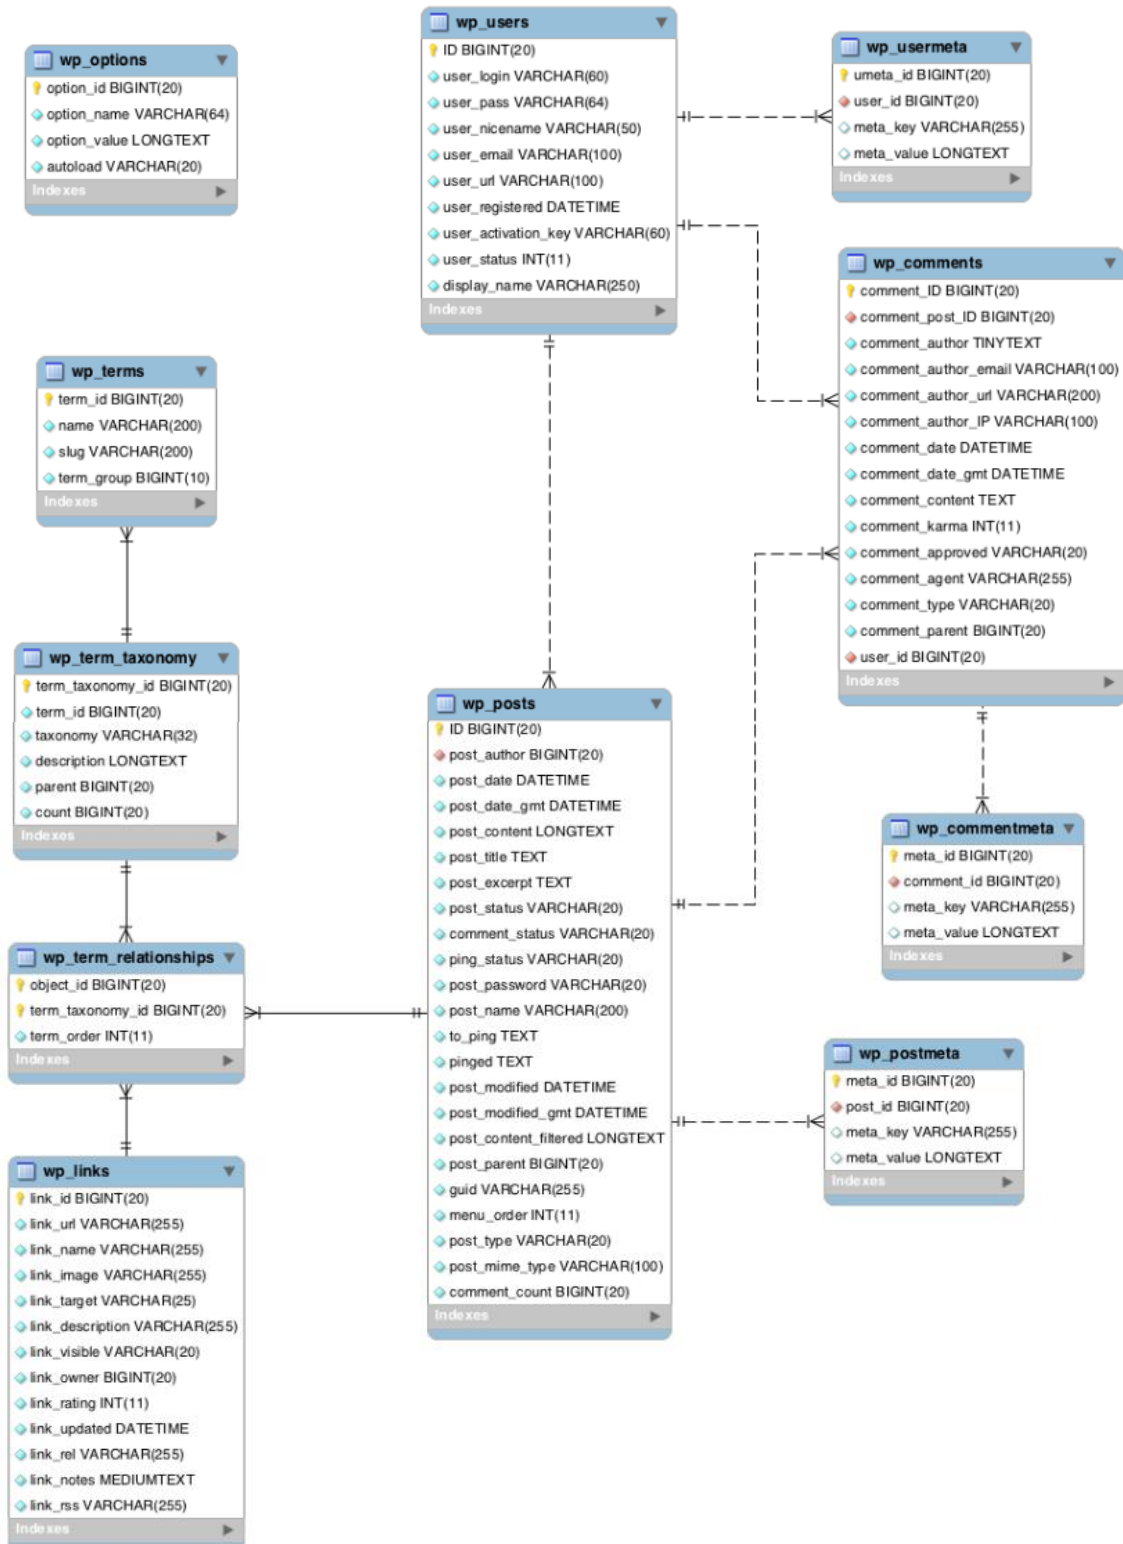 wp_options
option_id BIGINT(20)
option_name VARCHAR(64)
option_value LONGTEXT
autoload VARCHAR(20)
Indexes
wp_users
ID BIGINT(20)
user_login VARCHAR(60)
user_pass VARCHAR(64)
user_nicename VARCHAR(50)
user_email VARCHAR(100)
user_url VARCHAR(100)
user_registered DATETIME
user_activation_key VARCHAR(60)
user_status INT(11)
display_name VARCHAR(250)
Indexes
wp_usermeta
umeta_id BIGINT(20)
user_id BIGINT(20)
meta_key VARCHAR(255)
meta_value LONGTEXT
Indexes
wp_comments
comment_ID BIGINT(20)
comment_post_ID BIGINT(20)
comment_author TINYTEXT
comment_author_email VARCHAR(100)
comment_author_url VARCHAR(200)
comment_author_IP VARCHAR(100)
comment_date DATETIME
comment_date_gmt DATETIME
comment_content TEXT
comment_karma INT(11)
comment_approved VARCHAR(20)
comment_agent VARCHAR(255)
comment_type VARCHAR(20)
comment_parent BIGINT(20)
user_id BIGINT(20)
Indexes
wp_terms
term_id BIGINT(20)
name VARCHAR(200)
slug VARCHAR(200)
term_group BIGINT(10)
Indexes
wp_term_taxonomy
term_taxonomy_id BIGINT(20)
term_id BIGINT(20)
taxonomy VARCHAR(32)
description LONGTEXT
parent BIGINT(20)
count BIGINT(20)
Indexes
wp_posts
ID BIGINT(20)
post_author BIGINT(20)
post_date DATETIME
post_date_gmt DATETIME
post_content LONGTEXT
post_title TEXT
post_excerpt TEXT
post_status VARCHAR(20)
comment_status VARCHAR(20)
ping_status VARCHAR(20)
post_password VARCHAR(20)
post_name VARCHAR(200)
to_ping TEXT
pinged TEXT
post_modified DATETIME
post_modified_gmt DATETIME
post_content_filtered LONGTEXT
post_parent BIGINT(20)
guid VARCHAR(255)
menu_order INT(11)
post_type VARCHAR(20)
post_mime_type VARCHAR(100)
comment_count BIGINT(20)
Indexes
wp_commentmeta
meta_id BIGINT(20)
comment_id BIGINT(20)
meta_key VARCHAR(255)
meta_value LONGTEXT
Indexes
wp_term_relationships
object_id BIGINT(20)
term_taxonomy_id BIGINT(20)
term_order INT(11)
Indexes
wp_postmeta
meta_id BIGINT(20)
post_id BIGINT(20)
meta_key VARCHAR(255)
meta_value LONGTEXT
Indexes
wp_links
link_id BIGINT(20)
link_url VARCHAR(255)
link_name VARCHAR(255)
link_image VARCHAR(255)
link_target VARCHAR(25)
link_description VARCHAR(255)
link_visible VARCHAR(20)
link_owner BIGINT(20)
link_rating INT(11)
link_updated DATETIME
link_rel VARCHAR(255)
link_notes MEDIUMTEXT
link_rss VARCHAR(255)
Indexes